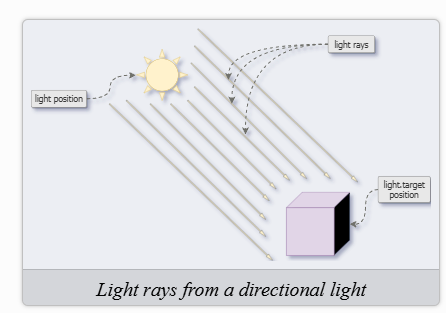 light rays
light position
light.target
position
Light rays from a directional light